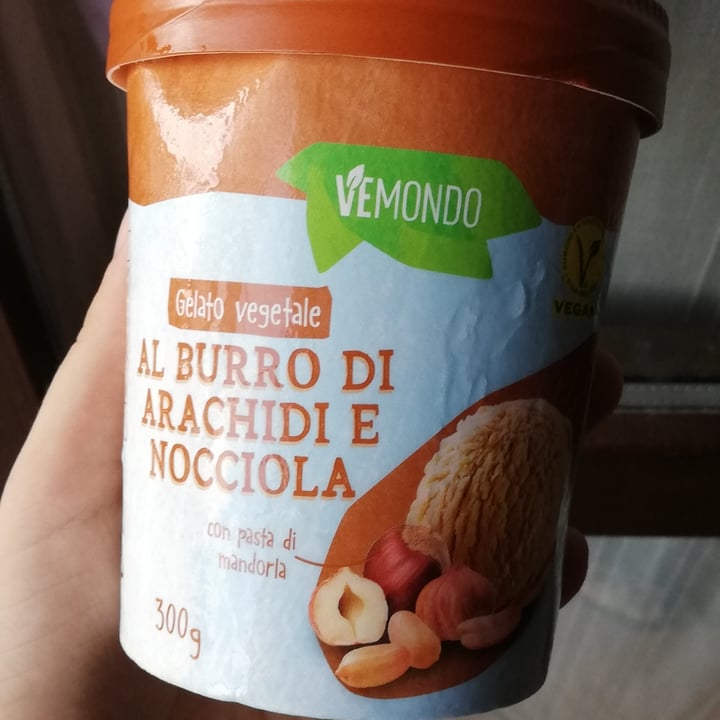 VEMONDO
Gelato vegetale
AL BURRO DI
ARACHIDI E
NOCCIOLA
con pasta di
mandorla
300g
VEGAN